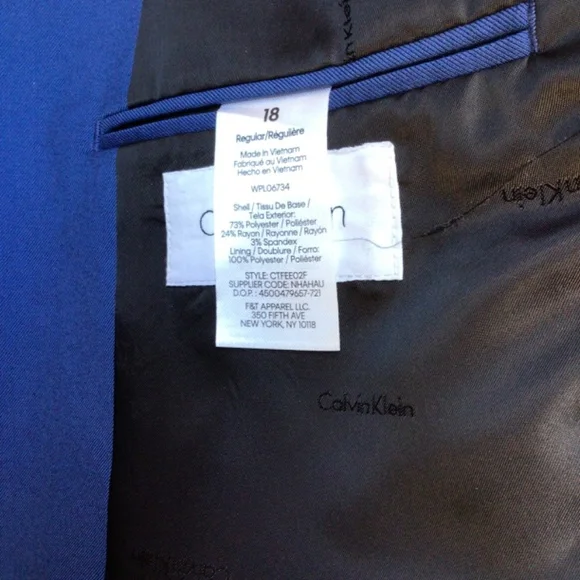 18
Regular/Régulière
Made in Vietnam
Fabriqué au Vietnam
Hecho en Vietnam
WPL06734
Shell / Tissu De Base /
Tela Exterior:
73% Polyester / Poliéster
24% Rayon / Rayonne / Rayón
3% Spandex
Lining / Doublure / Forro:
100% Polyester / Poliéster
STYLE: CTFEE02F
SUPPLIER CODE: NHAHAU
D.O.P. : 4500479657-721
F&T APPAREL LLC.
350 FIFTH AVE
NEW YORK, NY 10118
Calvin Klein